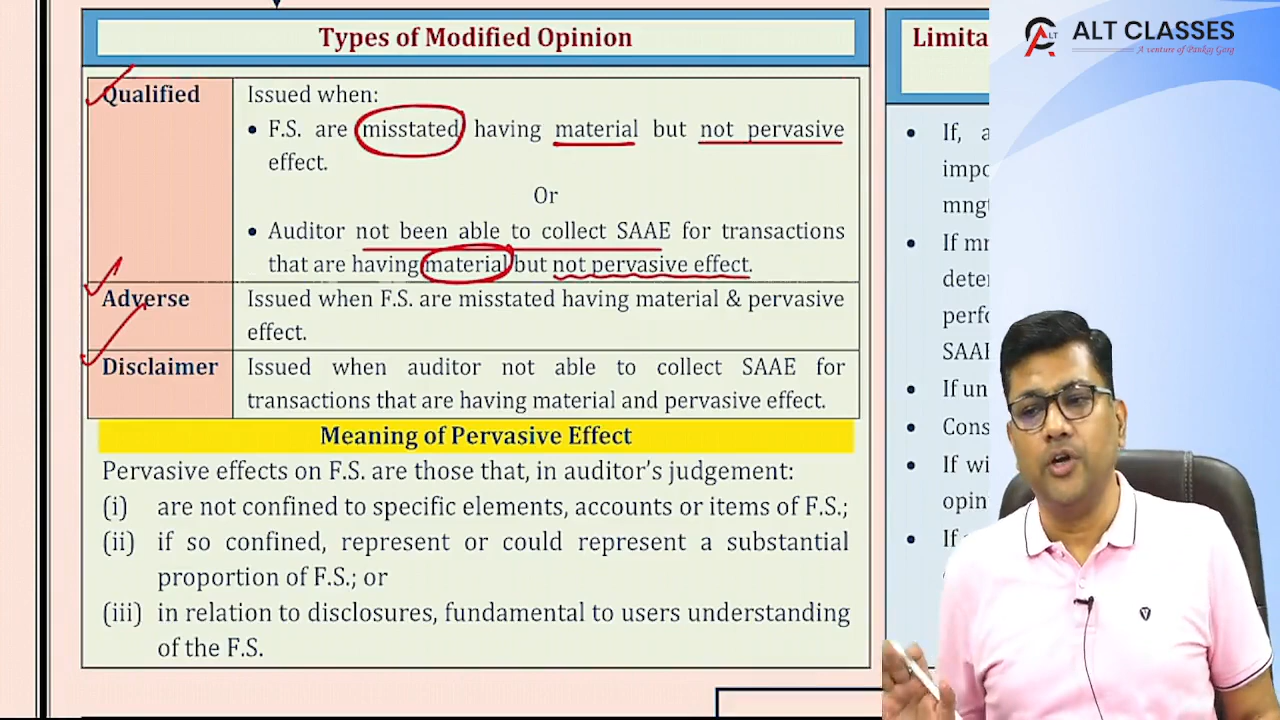 Types of Modified Opinion
Qualified
Issued when:
• F.S. are misstated having material but not pervasive
effect.
Or
• Auditor not been able to collect SAAE for transactions
that are having material but not pervasive effect.
Adverse
Issued when F.S. are misstated having material & pervasive
effect.
Disclaimer
Issued when auditor not able to collect SAAE for
transactions that are having material and pervasive effect.
Meaning of Pervasive Effect
Pervasive effects on F.S. are those that, in auditor's judgement:
(i) are not confined to specific elements, accounts or items of F.S.;
(ii) if so confined, represent or could represent a substantial
proportion of F.S.; or
(iii) in relation to disclosures, fundamental to users understanding
of the F.S.
• If, a
• If
SAAE
• If un
• Cons
• If wi
opin
• If
ALT
ALT CLASSES
A venture of Pankaj Garg